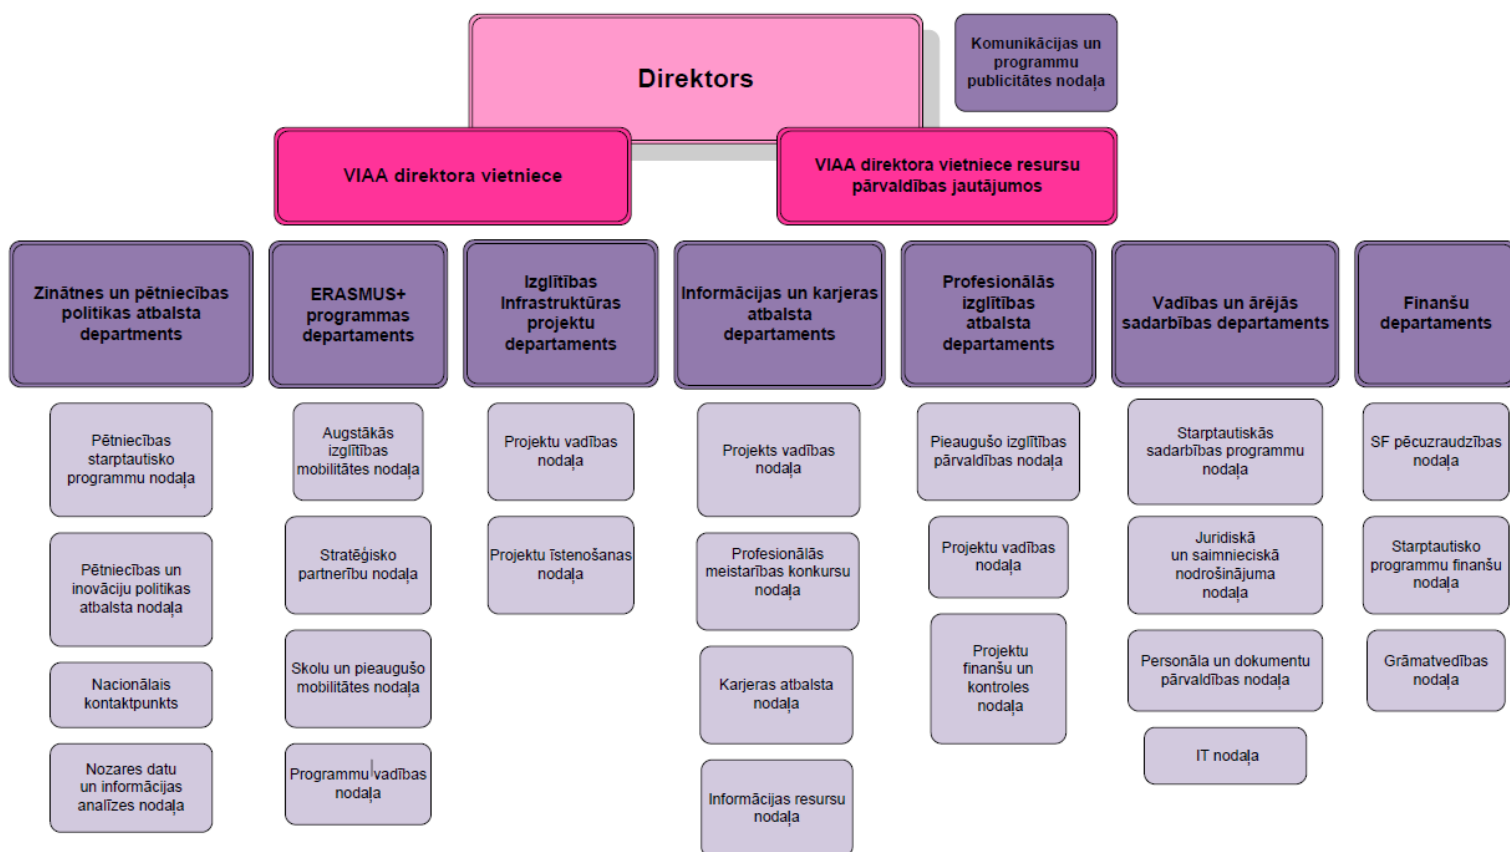 Direktors
Komunikācijas un
programmu
publicitātes nodaļa
VIAA direktora vietniece
VIAA direktora vietniece resursu
pārvaldības jautājumos
Zinātnes un pētniecības
politikas atbalsta
departments
ERASMUS+
programmas
departaments
Izglītības
Infrastruktūras
projektu
departaments
Informācijas un karjeras
atbalsta
departaments
Profesionālās
izglītības
atbalsta
departaments
Vadības un ārējās
sadarbības departaments
Finanšu
departaments
Pētniecības
starptautisko
programmu nodaļa
Pētniecības un
inovāciju politikas
atbalsta nodaļa
Nacionālais
kontaktpunkts
Nozares datu
un informācijas
analīzes nodaļa
Augstākās
izglītības
mobilitātes nodaļa
Stratēģisko
partnerību nodaļa
Skolu un pieaugušo
mobilitātes nodaļa
Programmu vadības
nodaļa
Projektu vadības
nodaļa
Projektu īstenošanas
nodaļa
Projekts vadības
nodaļa
Profesionālās
meistarības konkursu
nodaļa
Karjeras atbalsta
nodaļa
Informācijas resursu
nodaļa
Pieaugušo izglītības
pārvaldības nodaļa
Projektu vadības
nodaļa
Projektu
finanšu un
kontroles
nodaļa
Starptautiskās
sadarbības programmu
nodaļa
Juridiskā
un saimnieciskā
nodrošinājuma
nodaļa
Personāla un dokumentu
pārvaldības nodaļa
IT nodaļa
SF pēcuzraudzības
nodaļa
Starptautisko
programmu finanšu
nodaļa
Grāmatvedības
nodaļa